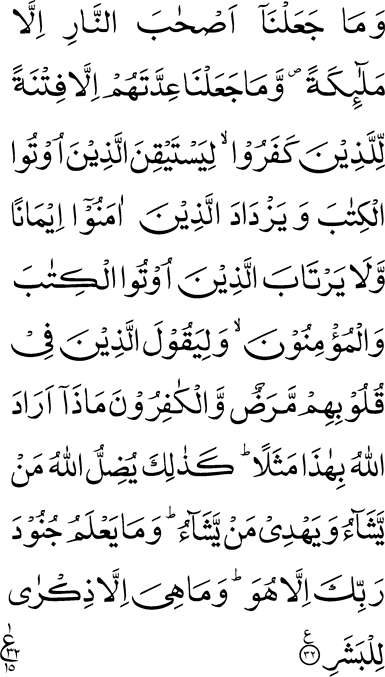 وَمَا جَعَلْنَاۤ اَصْحٰبَ النَّارِ اِلَّا
مَلٰٓئِكَةً ۪ وَّمَا جَعَلْنَا عِدَّتَهُمْ اِلَّا فِتْنَةً
لِّلَّذِيْنَ كَفَرُوْا ۙ لِيَسْتَيْقِنَ الَّذِيْنَ اُوْتُوا
الْكِتٰبَ وَ يَزْدَادَ الَّذِيْنَ اٰمَنُوْۤا اِيْمَانًا
وَّلَا يَرْتَابَ الَّذِيْنَ اُوْتُوا الْكِتٰبَ
وَالْمُؤْمِنُوْنَ ۙ وَلِيَقُوْلَ الَّذِيْنَ فِيْ
قُلُوْبِهِمْ مَّرَضٌ وَّالْكٰفِرُوْنَ مَاذَاۤ اَرَادَ
اللّٰهُ بِهٰذَا مَثَلًا ؕ كَذٰلِكَ يُضِلُّ اللّٰهُ مَنْ
يَّشَآءُ وَيَهْدِيْ مَنْ يَّشَآءُ ؕ وَمَا يَعْلَمُ جُنُوْدَ
رَبِّكَ اِلَّا هُوَ ؕ وَمَا هِيَ اِلَّا ذِكْرٰى
لِلْبَشَرِ ع ۳۲ ع ۳۲ ۱۵